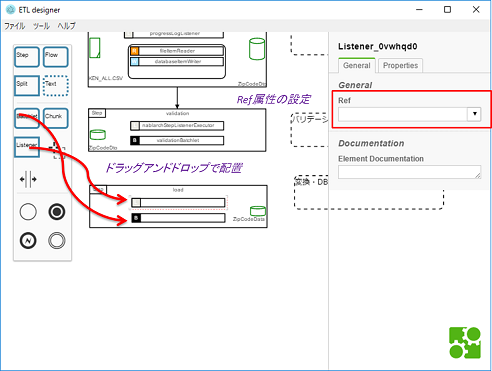 ETL designer
ファイル ツール ヘルプ
Step Flow
Split Text
Batchlet Chunk
Listener
progressLogListener
fileItemReader
databaseItemWriter
KEN_ALL.CSV
ZipCodeDto
Step validation
nablarchStepListenerExecutor
B validationBatchlet
ZipCodeDto
Ref属性の設定
ドラッグアンドドロップで配置
Step load
B
ZipCodeData
バリデーシ
変換・DB
Listener_0vwhqd0
General Properties
General
Ref
Documentation
Element Documentation